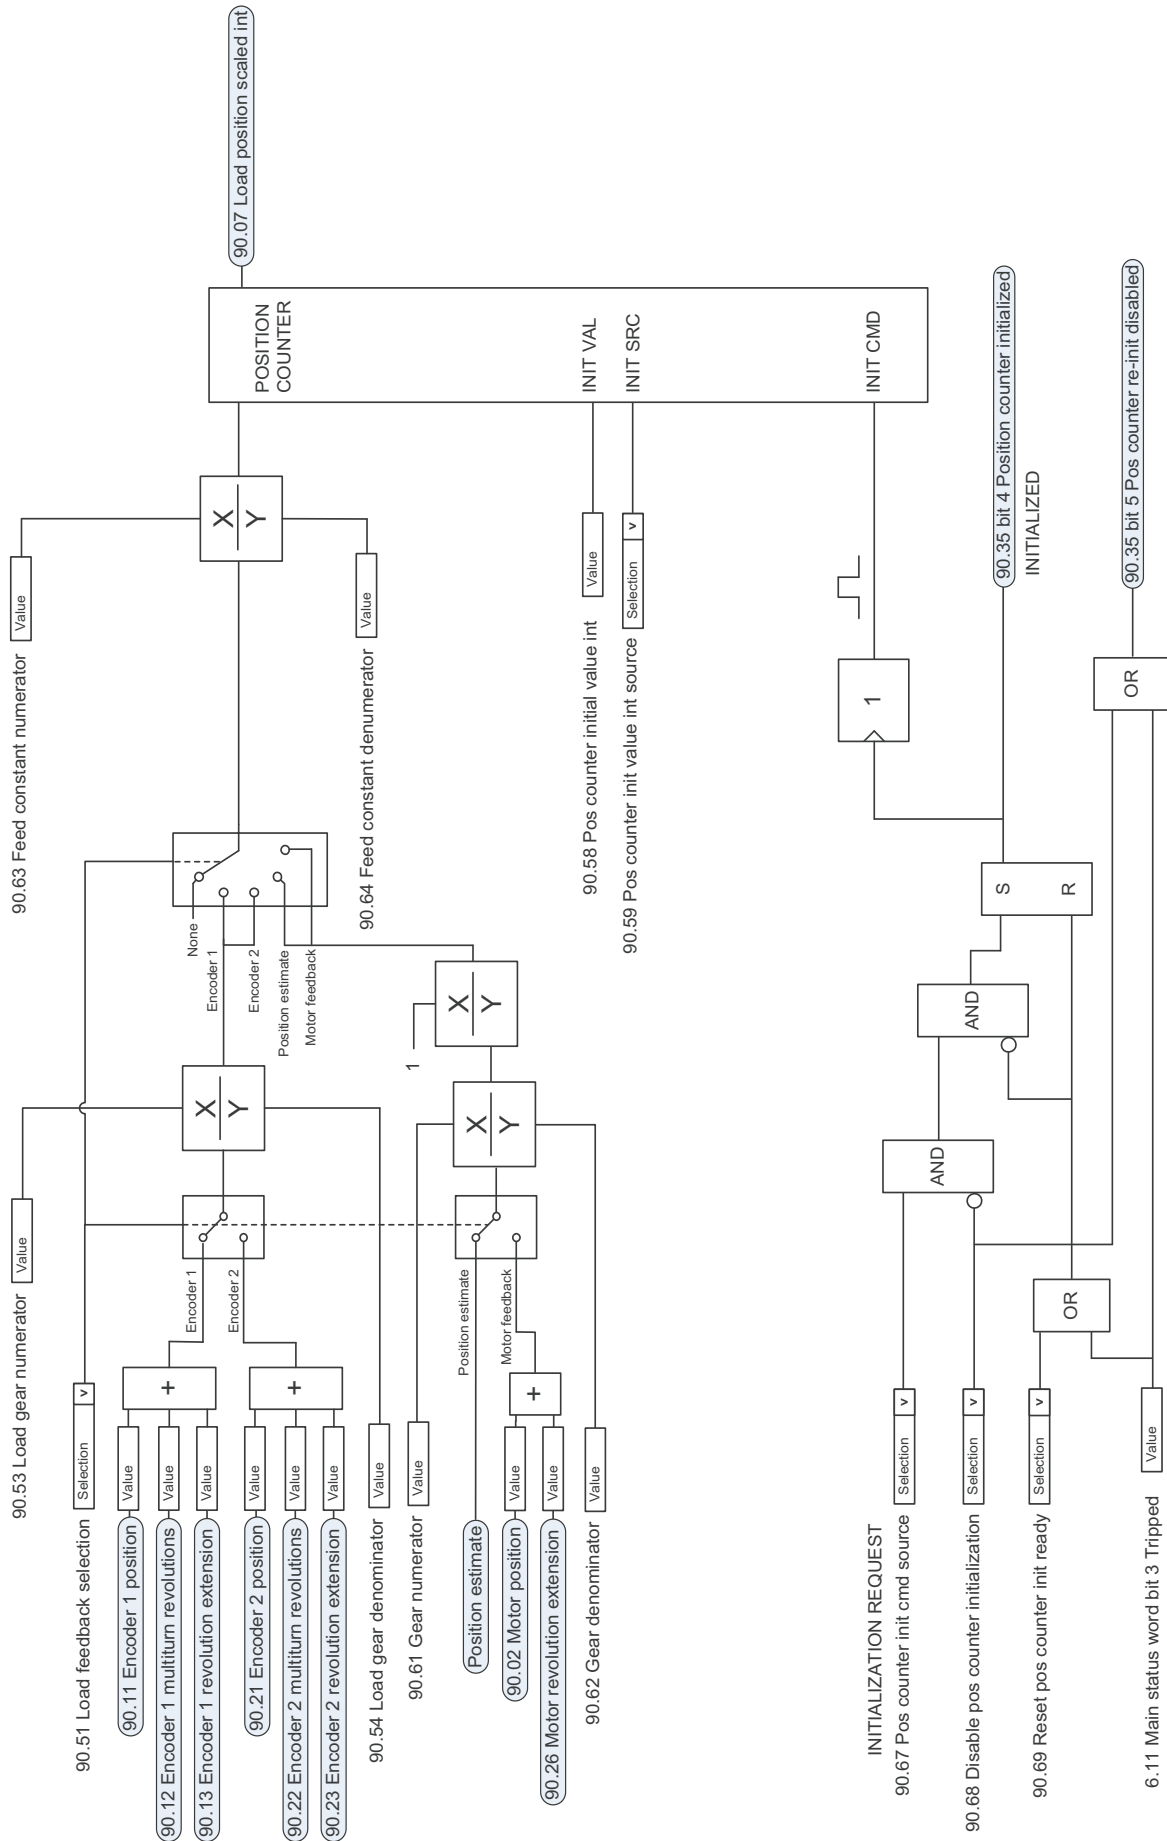 90.53 Load gear numerator
Value
90.63 Feed constant numerator
Value
90.51 Load feedback selection
Selection
v
90.11 Encoder 1 position
Value
90.12 Encoder 1 multiturn revolutions
Value
90.13 Encoder 1 revolution extension
Value
+
Encoder 1
90.21 Encoder 2 position
Value
90.22 Encoder 2 multiturn revolutions
Value
90.23 Encoder 2 revolution extension
Value
+
Encoder 2
X
Y
None
Encoder 1
Encoder 2
Position estimate
Motor feedback
X
Y
POSITION
COUNTER
90.07 Load position scaled int
90.54 Load gear denominator
Value
90.64 Feed constant denumerator
Value
90.61 Gear numerator
Value
Position estimate
Position estimate
90.02 Motor position
Value
90.26 Motor revolution extension
Value
+
Motor feedback
X
Y
1
X
Y
90.62 Gear denominator
Value
90.58 Pos counter initial value int
Value
INIT VAL
90.59 Pos counter init value int source
Selection
v
INIT SRC
1
INIT CMD
INITIALIZATION REQUEST
90.67 Pos counter init cmd source
Selection
v
AND
AND
90.68 Disable pos counter initialization
Selection
v
S
R
90.35 bit 4 Position counter initialized
INITIALIZED
90.69 Reset pos counter init ready
Selection
v
OR
6.11 Main status word bit 3 Tripped
Value
OR
90.35 bit 5 Pos counter re-init disabled